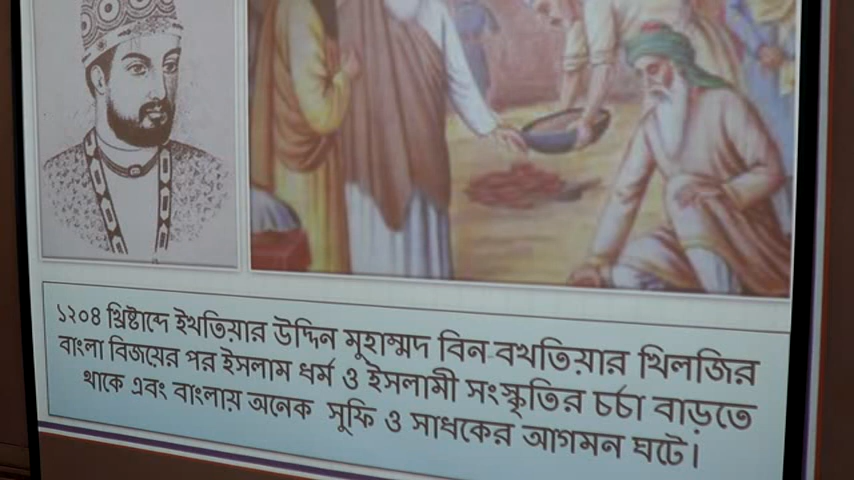 ১২০৪ খ্রিষ্টাব্দে ইখতিয়ার উদ্দিন মুহাম্মদ বিন-বখতিয়ার খিলজির
বাংলা বিজয়ের পর ইসলাম ধর্ম ও ইসলামী সংস্কৃতির চর্চা বাড়তে
থাকে এবং বাংলায় অনেক সুফি ও সাধকের আগমন ঘটে।